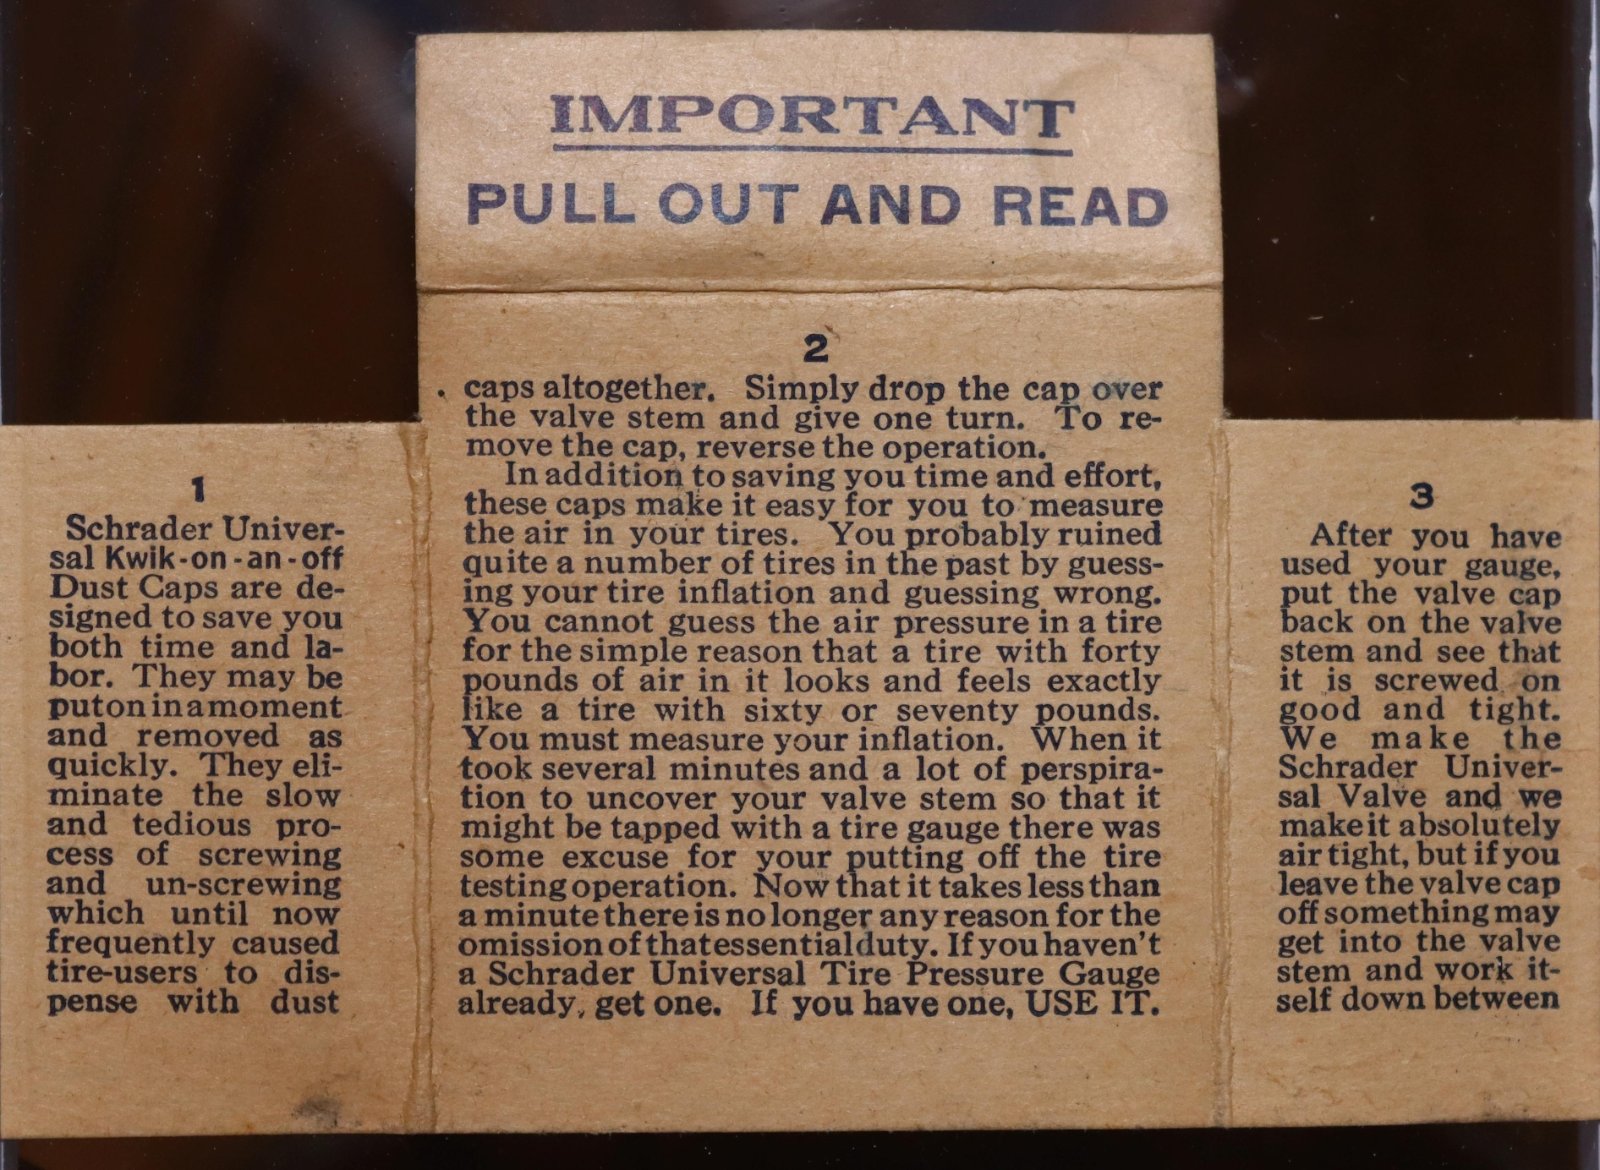 IMPORTANT
PULL OUT AND READ
1
Schrader Univer-
sal Kwik-on-an-off
Dust Caps are de-
signed to save you
both time and la-
bor. They may be
put on in a moment
and removed as
quickly. They eli-
minate the slow
and tedious pro-
cess of screwing
and un-screwing
which until now
frequently caused
tire-users to dis-
pense with dust
2
caps altogether. Simply drop the cap over
the valve stem and give one turn. To re-
move the cap, reverse the operation.
In addition to saving you time and effort,
these caps make it easy for you to measure
the air in your tires. You probably ruined
quite a number of tires in the past by guess-
ing your tire inflation and guessing wrong.
You cannot guess the air pressure in a tire
for the simple reason that a tire with forty
pounds of air in it looks and feels exactly
like a tire with sixty or seventy pounds.
You must measure your inflation. When it
took several minutes and a lot of perspira-
tion to uncover your valve stem so that it
might be tapped with a tire gauge there was
some excuse for your putting off the tire
testing operation. Now that it takes less than
a minute there is no longer any reason for the
omission of that essential duty. If you haven't
a Schrader Universal Tire Pressure Gauge
already, get one. If you have one, USE IT.
3
After you have
used your gauge,
put the valve cap
back on the valve
stem and see that
it is screwed on
good and tight.
We make the
Schrader Univer-
sal Valve and we
make it absolutely
air tight, but if you
leave the valve cap
off something may
get into the valve
stem and work it-
self down between